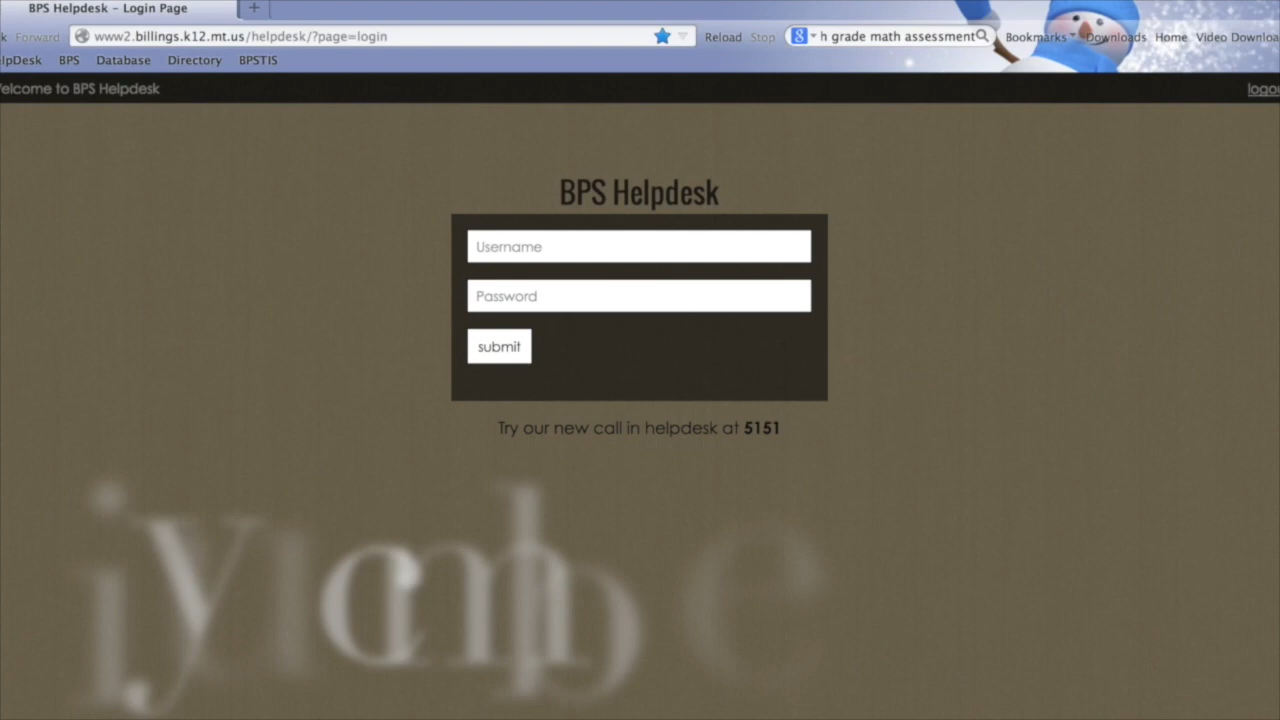 BPS Helpdesk – Login Page +
k Forward www2.billings.k12.mt.us/helpdesk/?page=login Reload Stop 8 h grade math assessment Bookmarks Downloads Home Video Downloa
lpDesk BPS Database Directory BPSTIS
elcome to BPS Helpdesk logou
BPS Helpdesk
Username
Password
submit
Try our new call in helpdesk at 5151